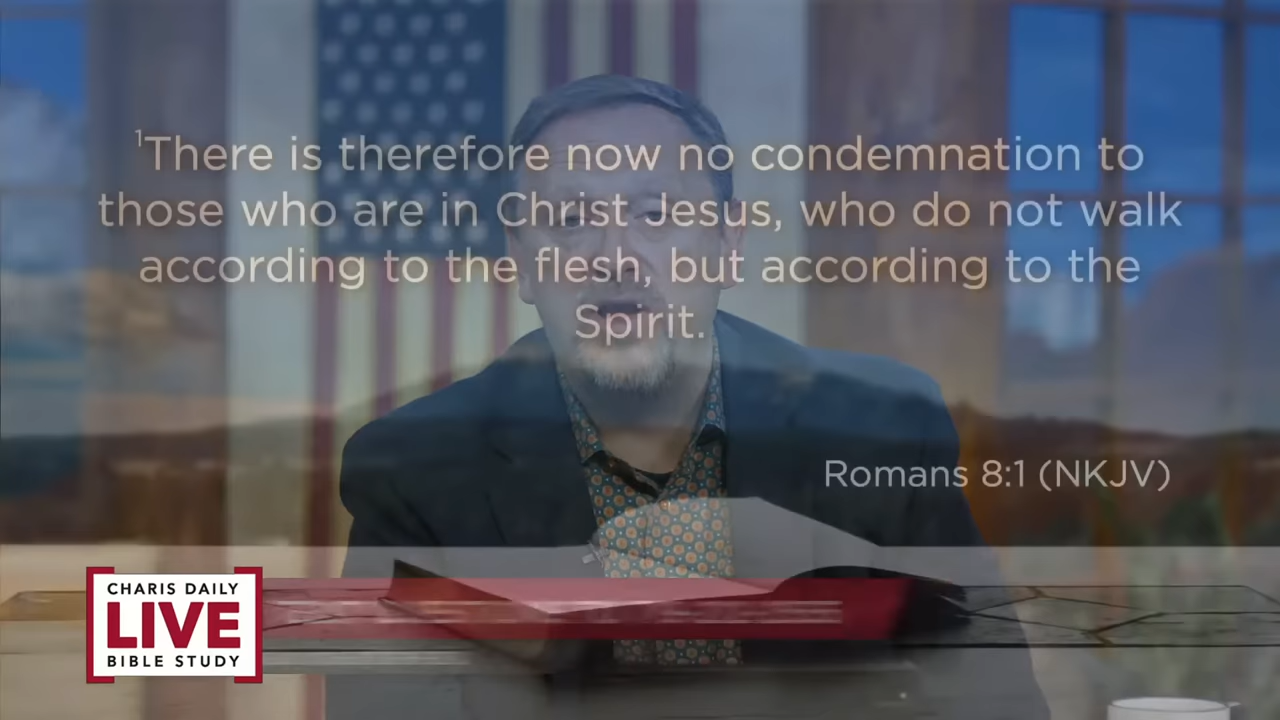 ¹There is therefore now no condemnation to
those who are in Christ Jesus, who do not walk
according to the flesh, but according to the
Spirit.
Romans 8:1 (NKJV)
CHARIS DAILY
LIVE
BIBLE STUDY